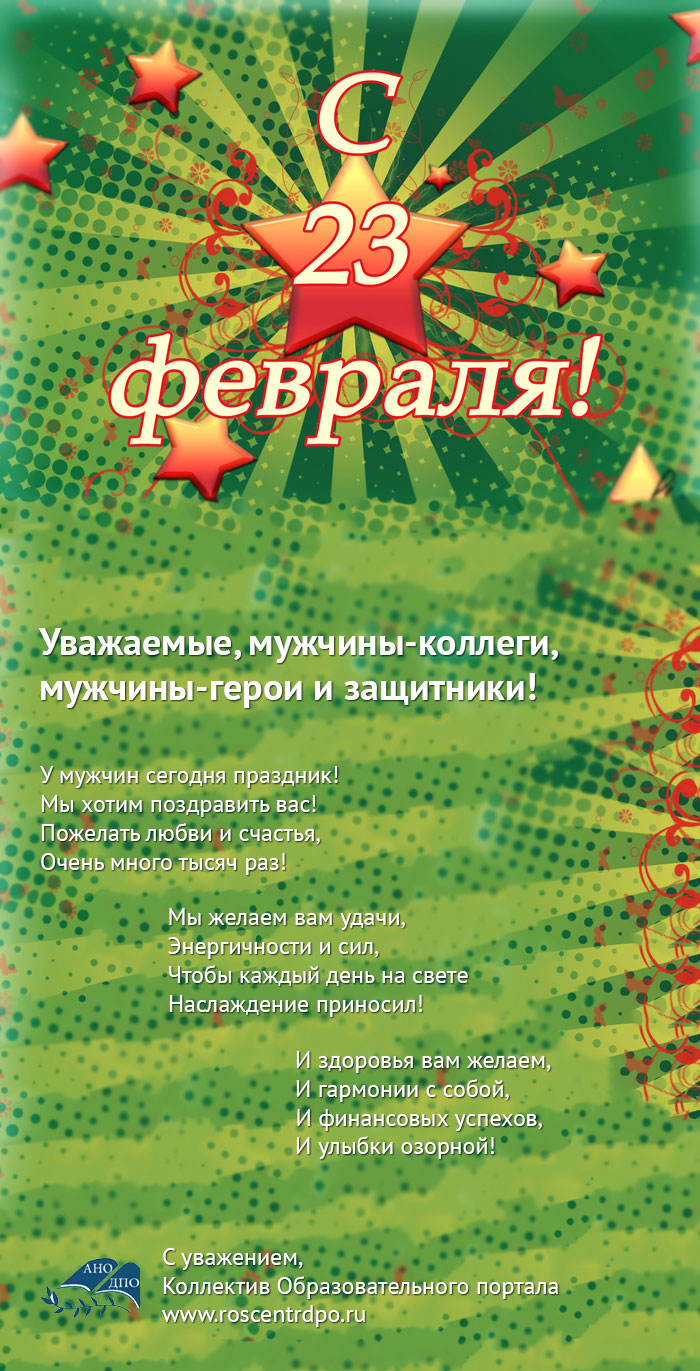 С
23
февраля!
Уважаемые, мужчины-коллеги,
мужчины-герои и защитники!
У мужчин сегодня праздник!
Мы хотим поздравить вас!
Пожелать любви и счастья,
Очень много тысяч раз!
Мы желаем вам удачи,
Энергичности и сил,
Чтобы каждый день на свете
Наслаждение приносил!
И здоровья вам желаем,
И гармонии с собой,
И финансовых успехов,
И улыбки озорной!
АНО
ДПО
С уважением,
Коллектив Образовательного портала
www.roscentrdpo.ru